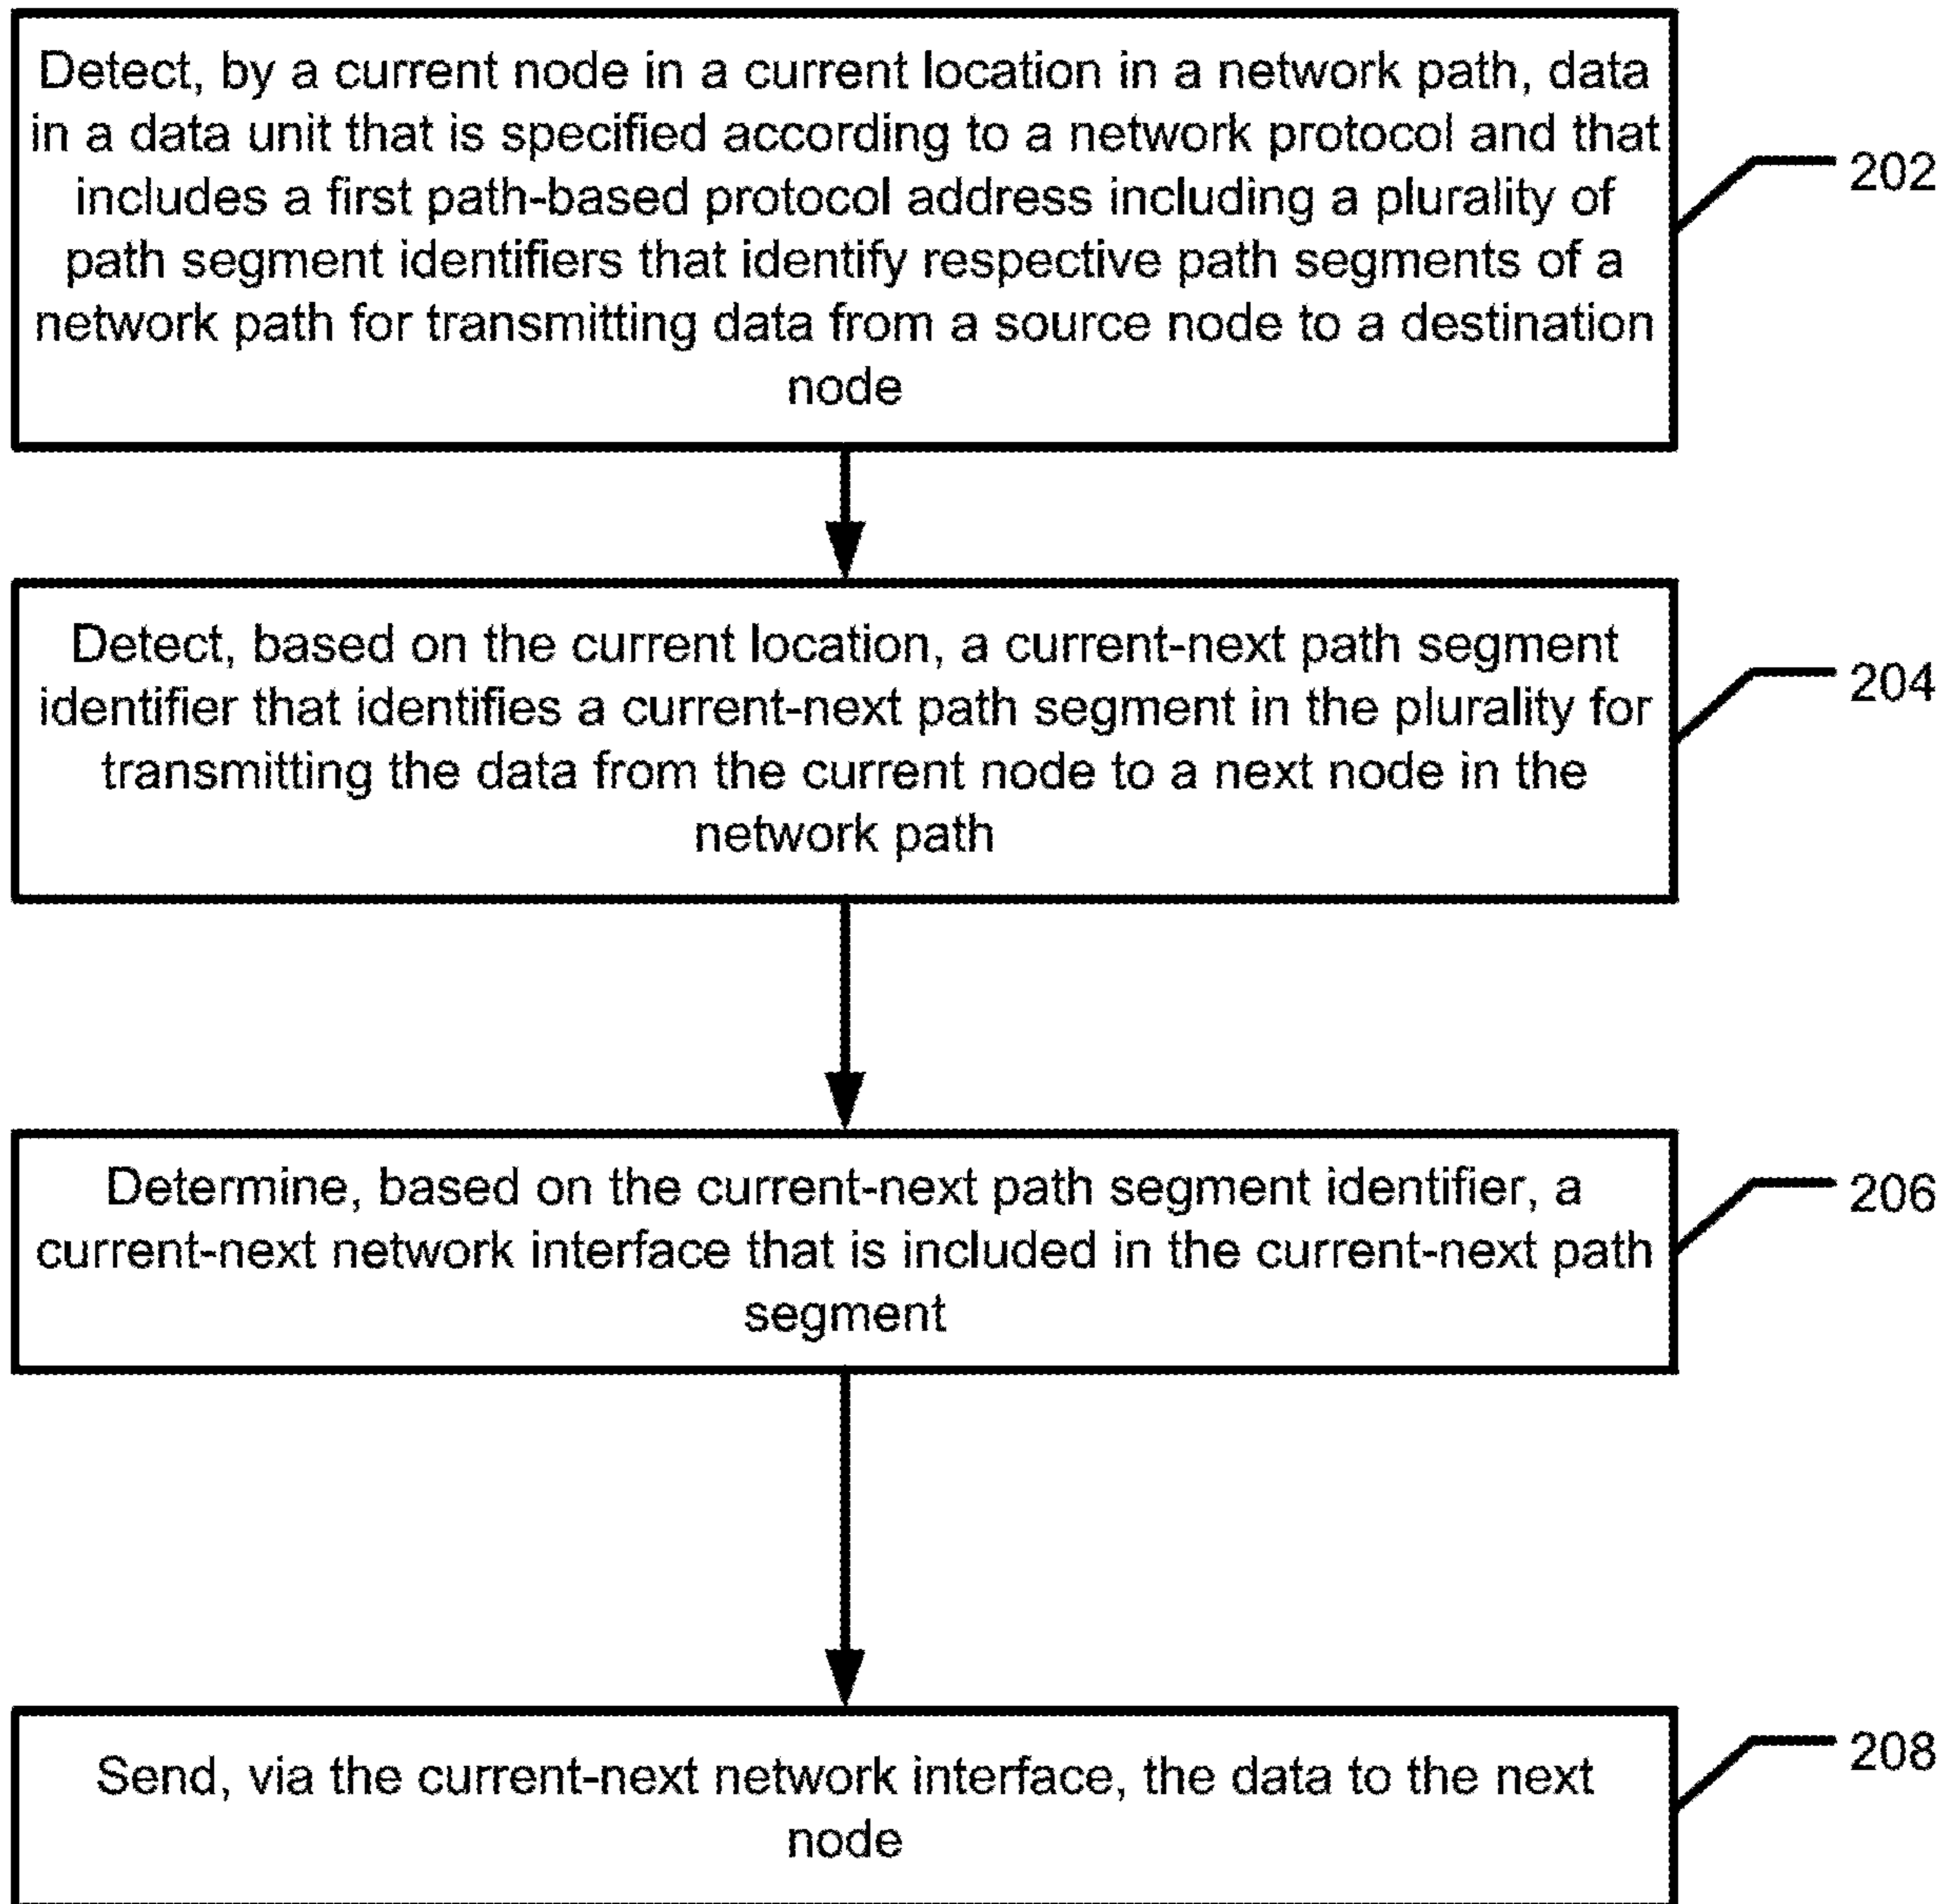 Detect, by a current node in a current location in a network path, data
in a data unit that is specified according to a network protocol and that
includes a first path-based protocol address including a plurality of
path segment identifiers that identify respective path segments of a
network path for transmitting data from a source node to a destination
node
202
Detect, based on the current location, a current-next path segment
identifier that identifies a current-next path segment in the plurality for
transmitting the data from the current node to a next node in the
network path
204
Determine, based on the current-next path segment identifier, a
current-next network interface that is included in the current-next path
segment
206
Send, via the current-next network interface, the data to the next
node
208